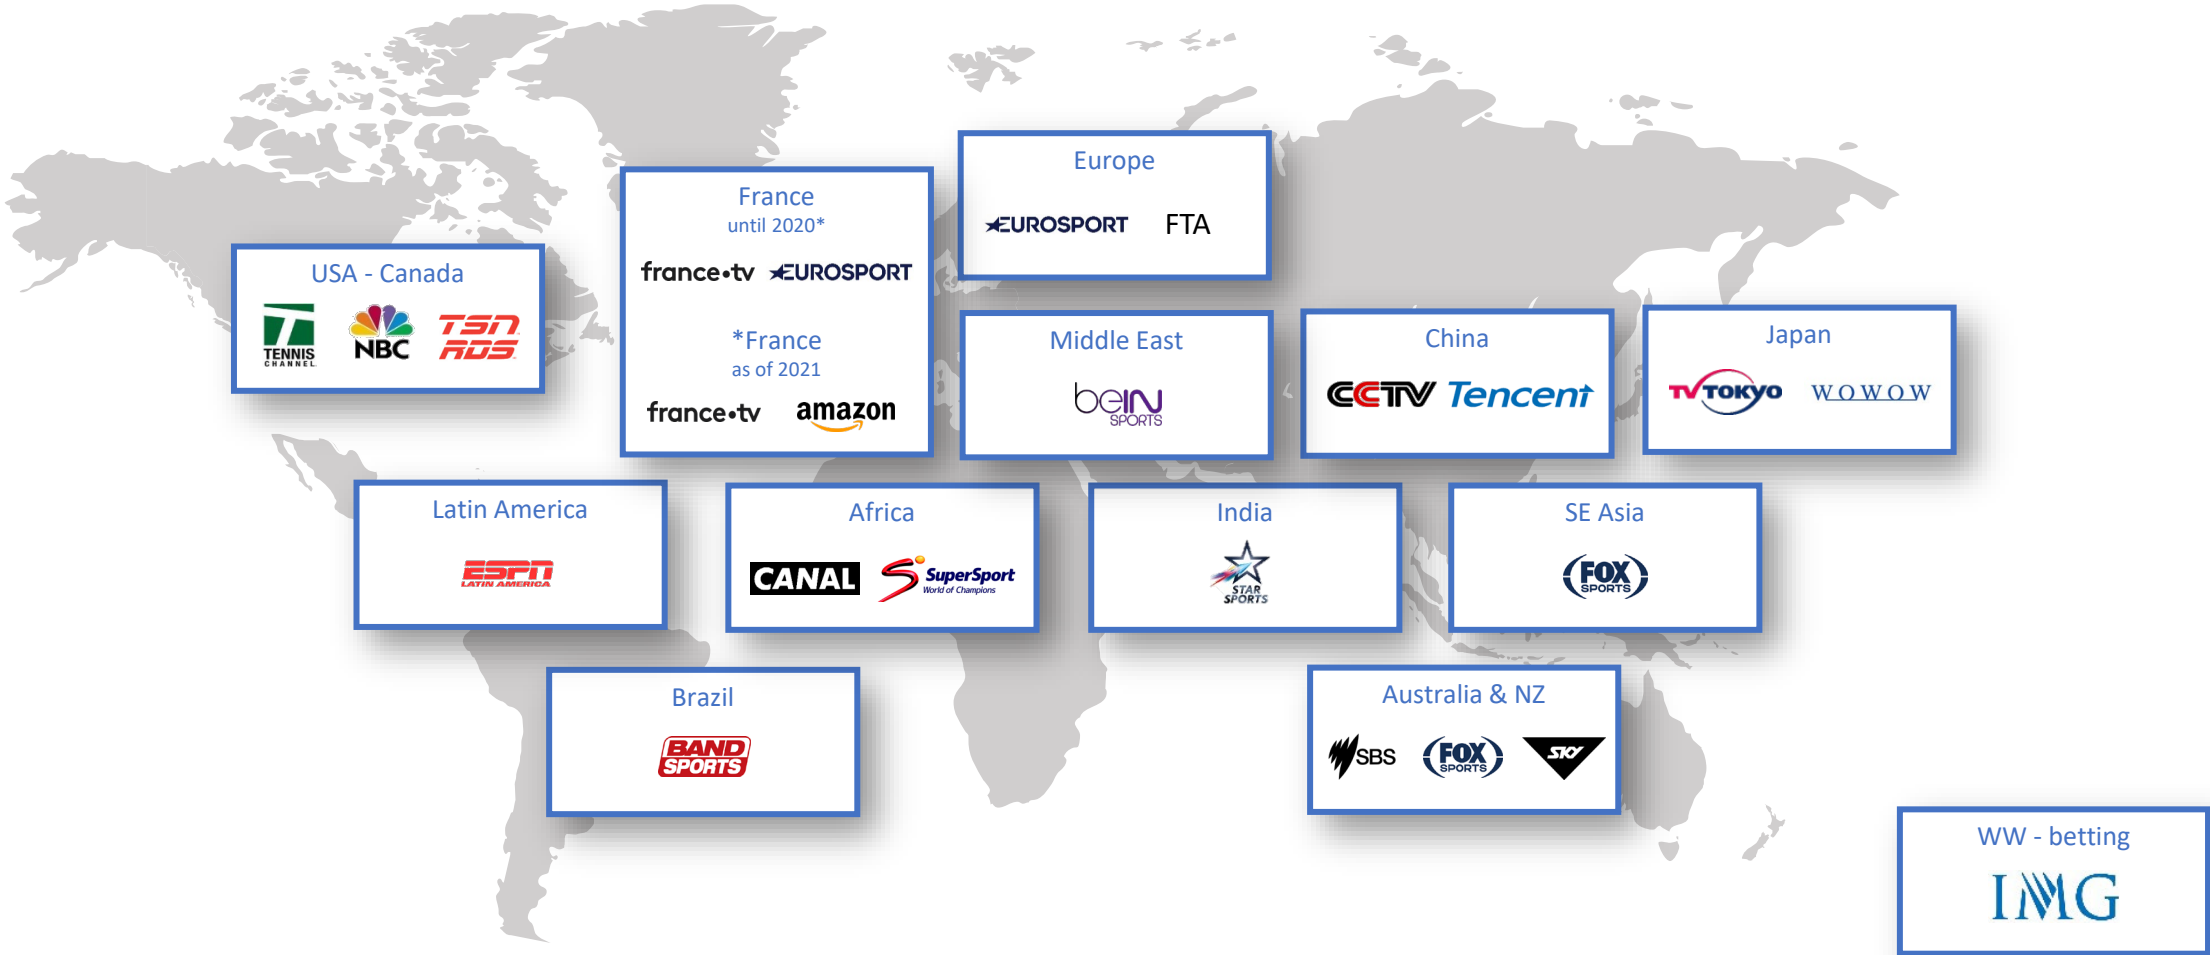 Europe
EUROSPORT FTA
France
until 2020*
france•tv EUROSPORT
*France
as of 2021
france•tv amazon
USA - Canada
TENNIS
CHANNEL
NBC
TSN
RDS
Middle East
beIN
SPORTS
China
CCTV Tencent
Japan
TV TOKYO WOWOW
Latin America
ESPN
LATIN AMERICA
Africa
CANAL
SuperSport
World of Champions
India
STAR
SPORTS
SE Asia
FOX
SPORTS
Brazil
BAND
SPORTS
Australia & NZ
SBS
FOX
SPORTS
SKY
WW - betting
IMG